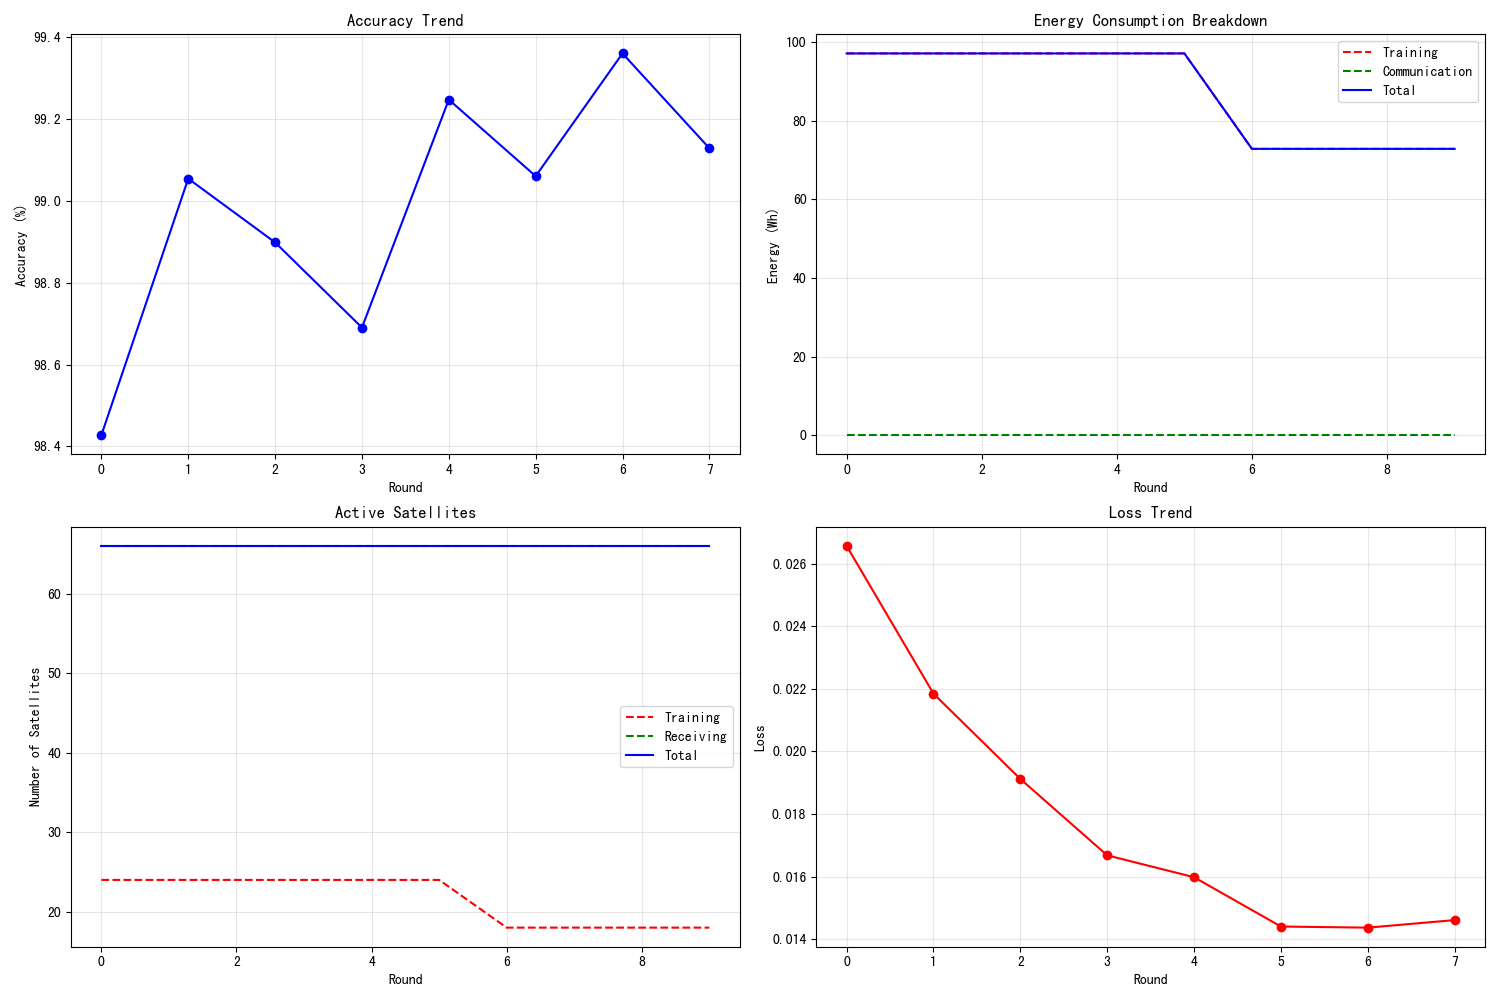 Accuracy Trend
99.4
99.2
99.0
98.8
98.6
98.4
Accuracy (%)
0 1 2 3 4 5 6 7
Round
Energy Consumption Breakdown
100
80
60
40
20
0
Energy (Wh)
Training
Communication
Total
0 2 4 6 8
Round
Active Satellites
60
50
40
30
20
Number of Satellites
Training
Receiving
Total
0 2 4 6 8
Round
Loss Trend
0.026
0.024
0.022
0.020
0.018
0.016
0.014
Loss
0 1 2 3 4 5 6 7
Round